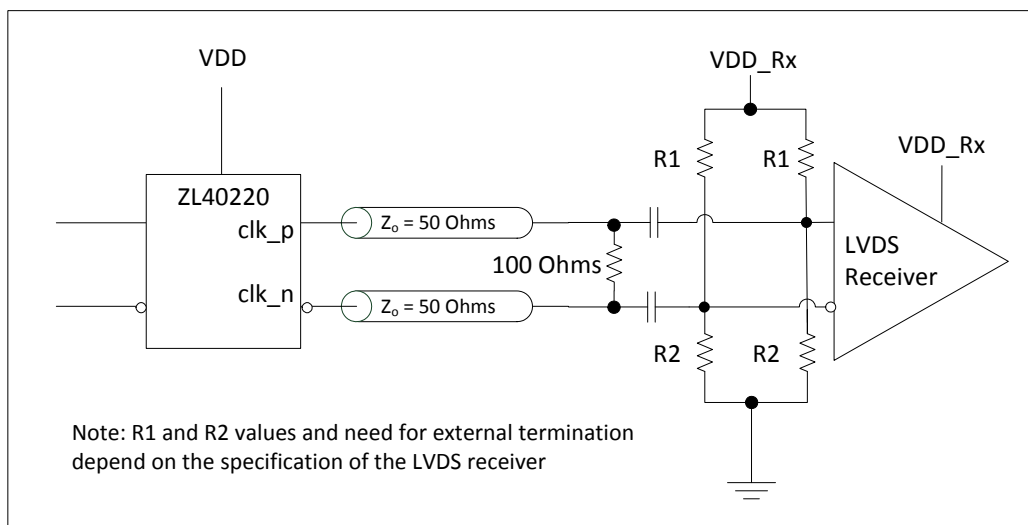 VDD
VDD_Rx
R1
R1
VDD_Rx
ZL40220
clk_p
Zo = 50 Ohms
LVDS
Receiver
100 Ohms
clk_n
Zo = 50 Ohms
R2
R2
Note: R1 and R2 values and need for external termination
depend on the specification of the LVDS receiver